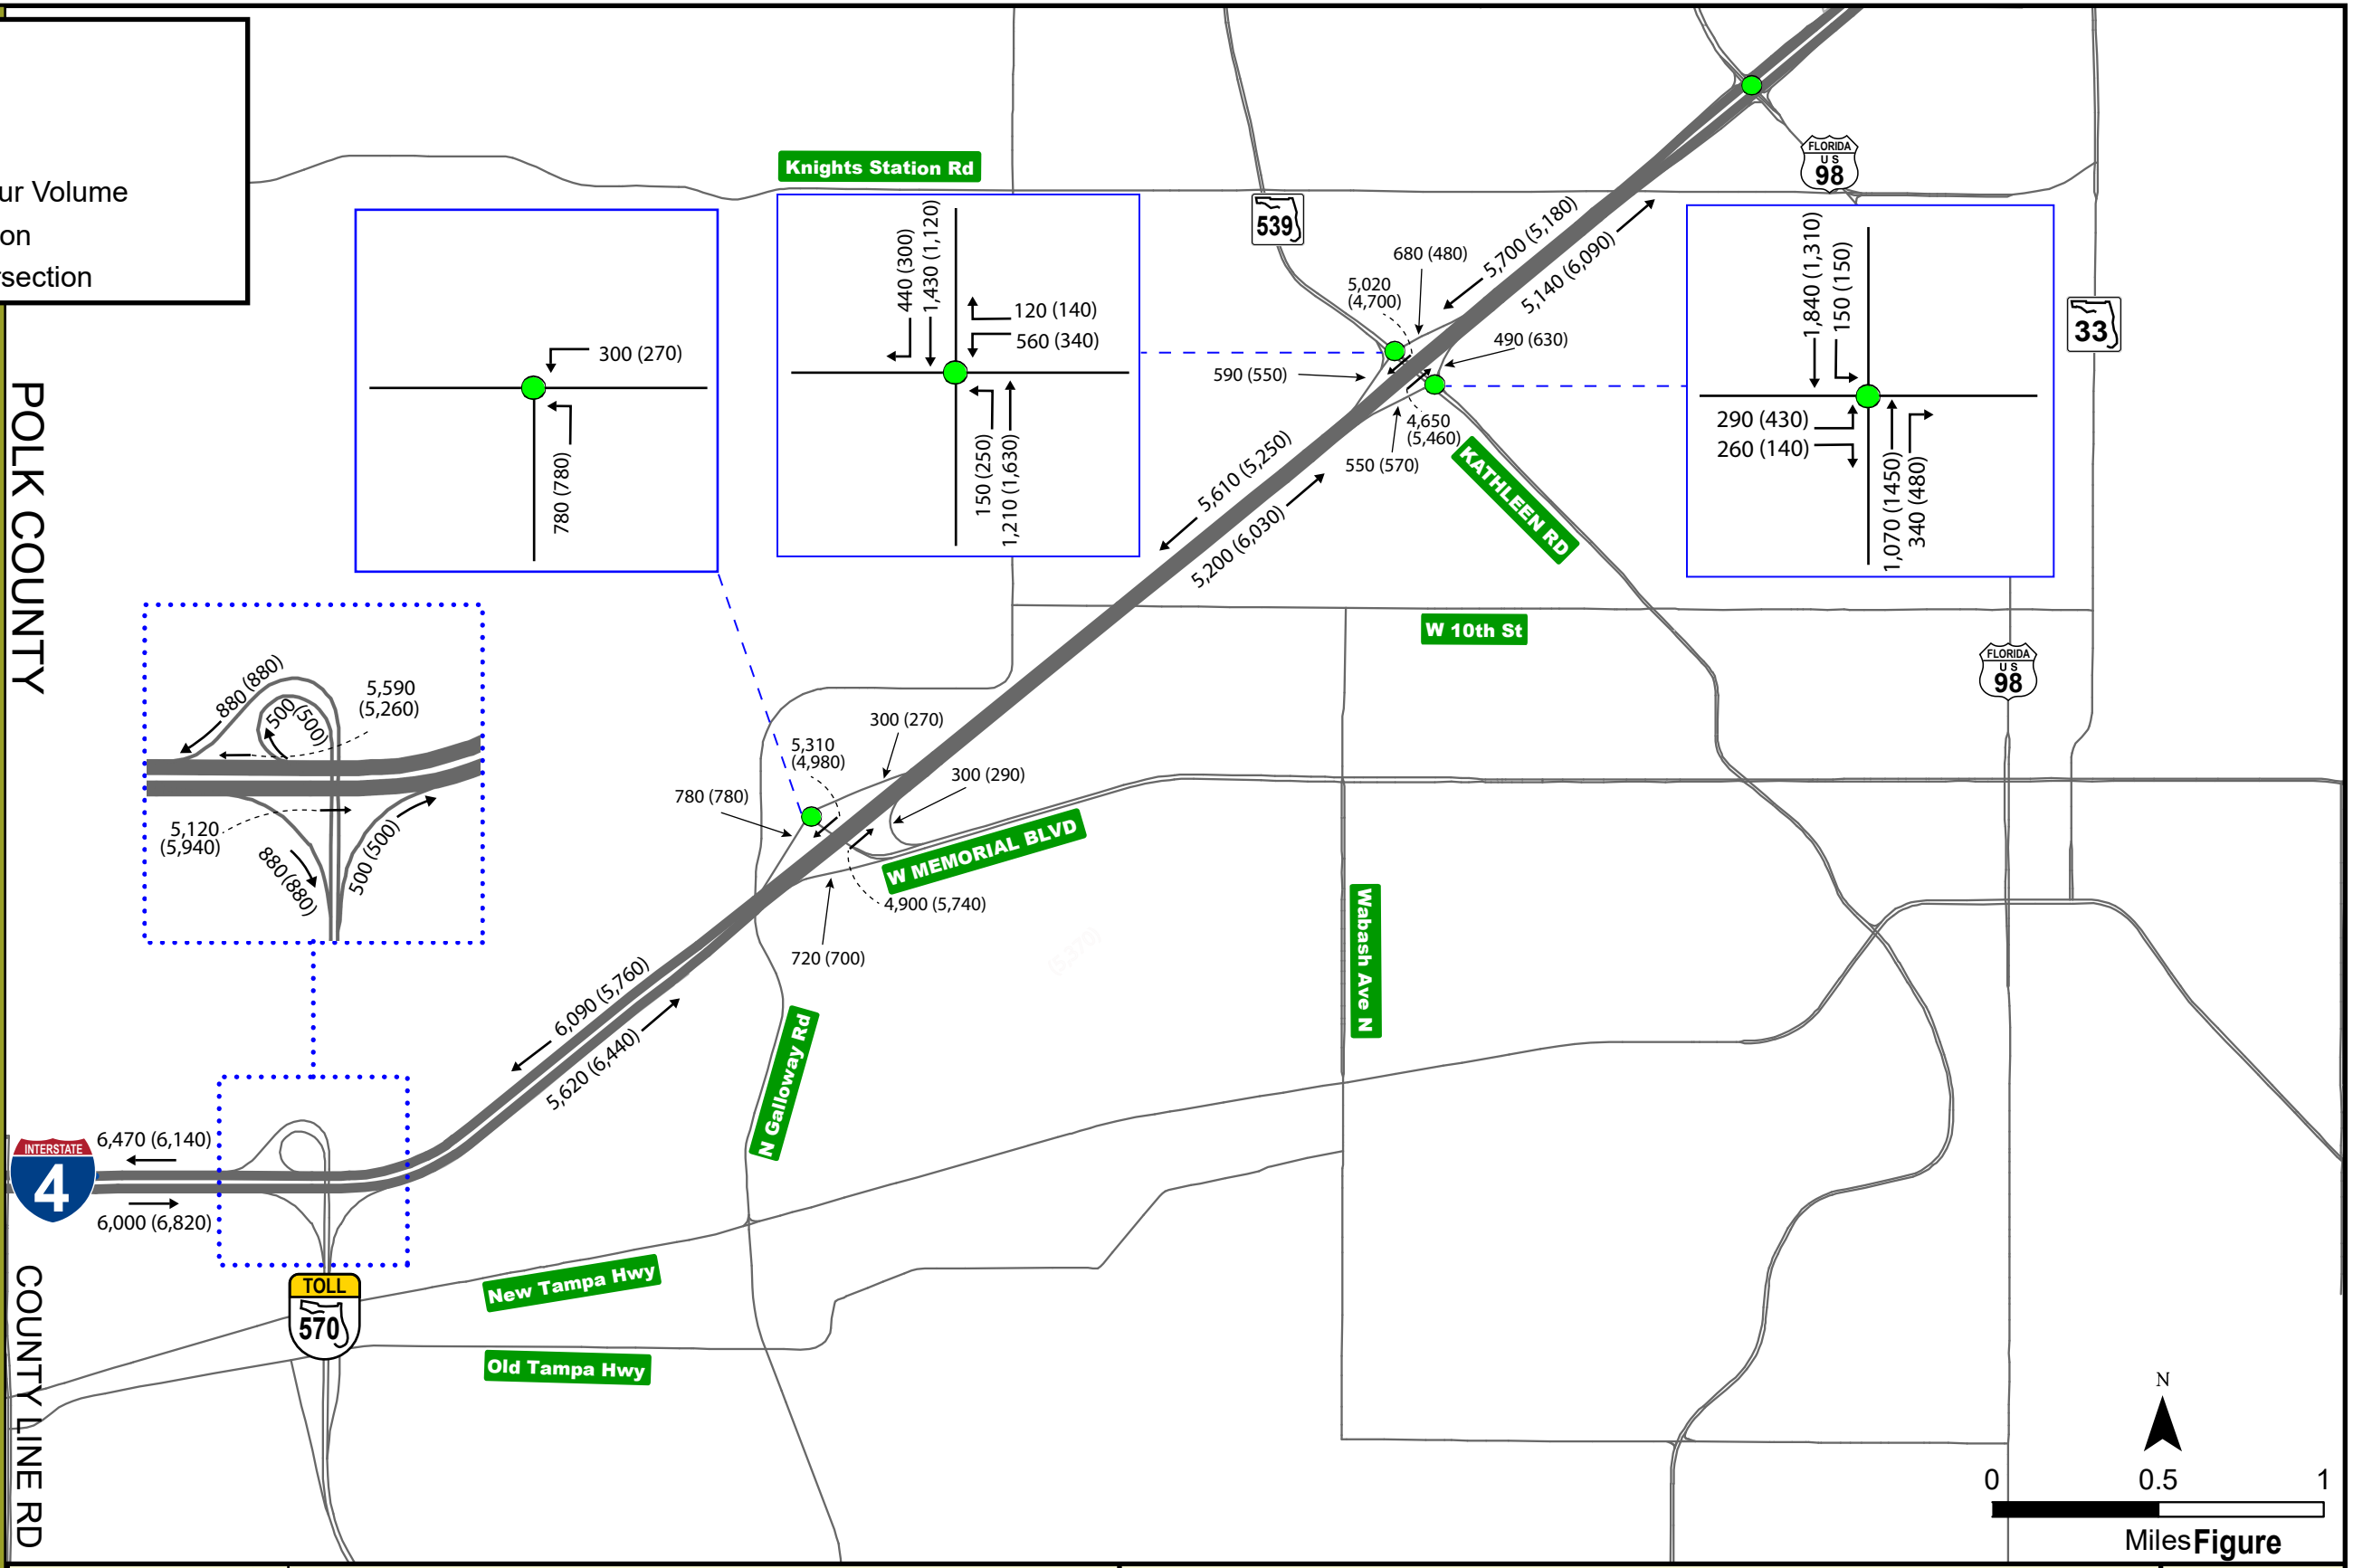 ur Volume
on
section
POLK COUNTY
COUNTY LINE RD
Knights Station Rd
539
FLORIDA
US
98
33
300 (270)
780 (780)
440 (300)
1,430 (1,120)
120 (140)
560 (340)
150 (250)
1,210 (1,630)
5,700 (5,180)
5,140 (6,090)
680 (480)
5,020
(4,700)
490 (630)
590 (550)
4,650
(5,460)
550 (570)
1,840 (1,310)
150 (150)
290 (430)
260 (140)
1,070 (1450)
340 (480)
5,610 (5,250)
5,200 (6,030)
KATHLEEN RD
W 10th St
FLORIDA
US
98
880 (880)
500
(500)
5,590
(5,260)
5,120
(5,940)
880(880)
500 (500)
300 (270)
5,310
(4,980)
300 (290)
780 (780)
W MEMORIAL BLVD
4,900 (5,740)
720 (700)
(5,370)
Wabash Ave N
6,090 (5,760)
5,620 (6,440)
N Galloway Rd
INTERSTATE
4
6,470 (6,140)
6,000 (6,820)
TOLL
570
New Tampa Hwy
Old Tampa Hwy
N
0 0.5 1
Miles
Figure